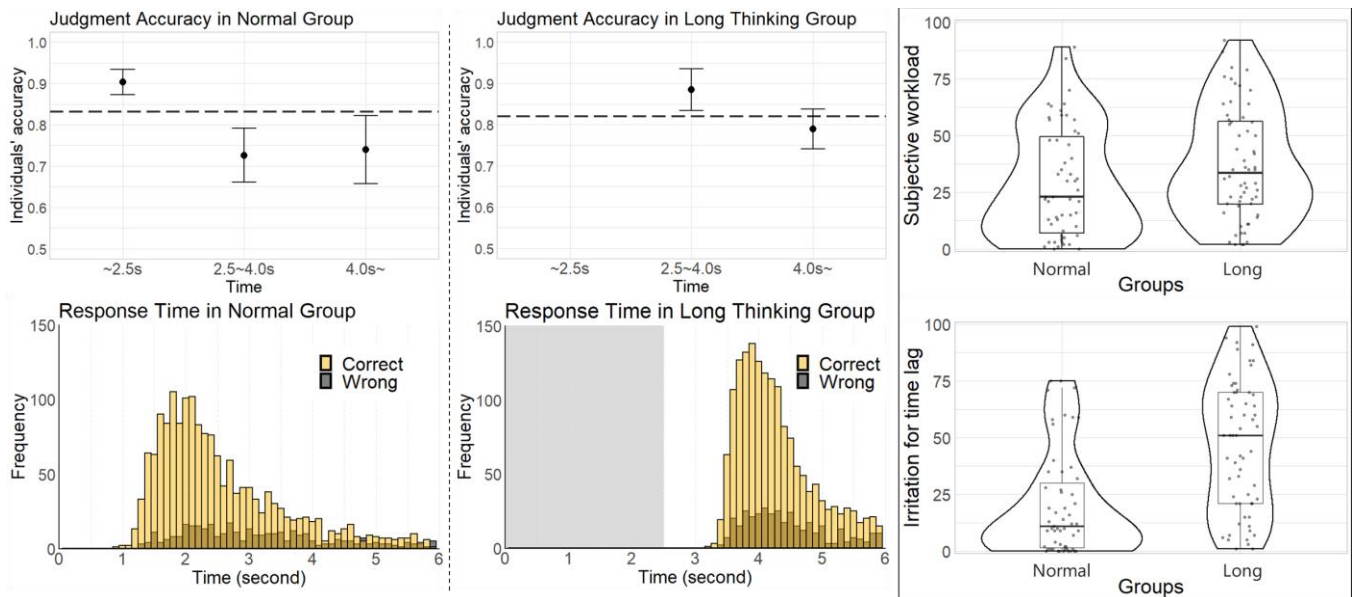 Judgment Accuracy in Normal Group
Individuals' accuracy
1.0
0.9
0.8
0.7
0.6
0.5
~2.5s
2.5~4.0s
4.0s~
Time
Judgment Accuracy in Long Thinking Group
Individuals' accuracy
1.0
0.9
0.8
0.7
0.6
0.5
~2.5s
2.5~4.0s
4.0s~
Time
Subjective workload
100
75
50
25
0
Normal
Long
Groups
Response Time in Normal Group
Frequency
150
100
50
0
Correct
Wrong
0 1 2 3 4 5 6
Time (second)
Response Time in Long Thinking Group
Frequency
150
100
50
0
Correct
Wrong
0 1 2 3 4 5 6
Time (second)
Irritation for time lag
100
75
50
25
0
Normal
Long
Groups